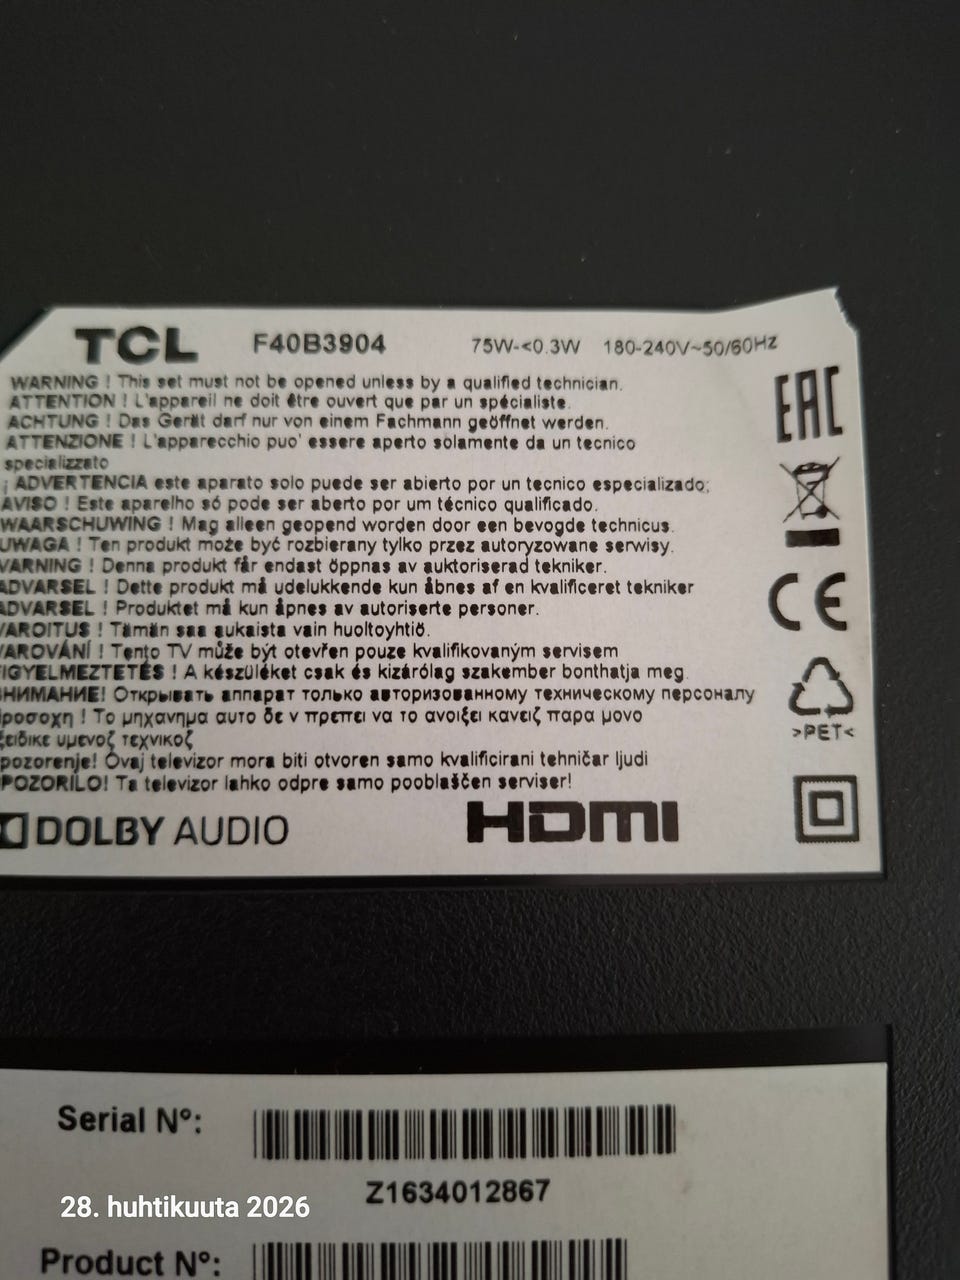 TCL F40B3904 75W-<0.3W 180-240V~50/60Hz
WARNING ! This set must not be opened unless by a qualified technician.
ATTENTION ! L'appareil ne doit être ouvert que par un spécialiste.
ACHTUNG ! Das Gerät darf nur von einem Fachmann geöffnet werden.
ATTENZIONE ! L'apparecchio puo' essere aperto solamente da un tecnico
specializzato
¡ ADVERTENCIA este aparato solo puede ser abierto por un tecnico especializado;
AVISO ! Este aparelho só pode ser aberto por um técnico qualificado.
WAARSCHUWING ! Mag alleen geopend worden door een bevogde technicus.
UWAGA ! Ten produkt może być rozbierany tylko przez autoryzowane serwisy.
VARNING ! Denna produkt får endast öppnas av auktoriserad tekniker.
ADVARSEL ! Dette produkt må udelukkende kun åbnes af en kvalificeret tekniker
ADVARSEL ! Produktet må kun åpnes av autoriserte personer.
VAROITUS ! Tämän saa aukaista vain huoltoyhtiö.
VAROVÁNÍ ! Tento TV může být otevřen pouze kvalifikovaným servisem
FIGYELMEZTETÉS ! A készüléket csak és kizárólag szakember bonthatja meg.
ВНИМАНИЕ! Открывать аппарат только авторизованному техническому персоналу
Προσοχη ! Το μηχανημα αυτο δε ν πρεπει να το ανοιξει κανειζ παρα μονο
ξειδικε υμενοζ τεχνικοζ
pozorenje! Ovaj televizor mora biti otvoren samo kvalificirani tehničar ljudi
POZORILO! Ta televizor lahko odpre samo pooblaščen serviser!
DOLBY AUDIO HDMI
EAC
CE
>PET<
Serial Nº:
Z1634012867
28. huhtikuuta 2026
Product Nº: